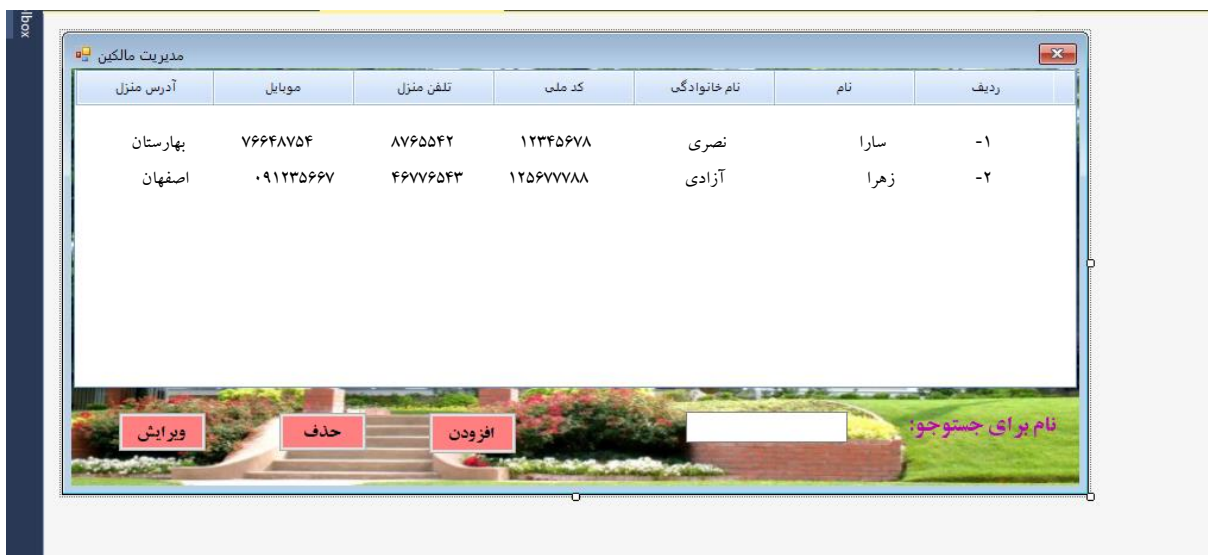 lbox
مدیریت مالکین
ردیف نام نام خانوادگی کد ملی تلفن منزل موبایل آدرس منزل
۱- سارا نصری ۱۲۳۴۵۶۷۸ ۸۷۶۵۵۴۲ ۷۶۶۴۸۷۵۴ بهارستان
۲- زهرا آزادی ۱۲۵۶۷۷۷۸۸ ۴۶۷۷۶۵۴۳ ۰۹۱۲۳۵۶۶۷ اصفهان
نام برای جستوجو: افزودن حذف ویرایش